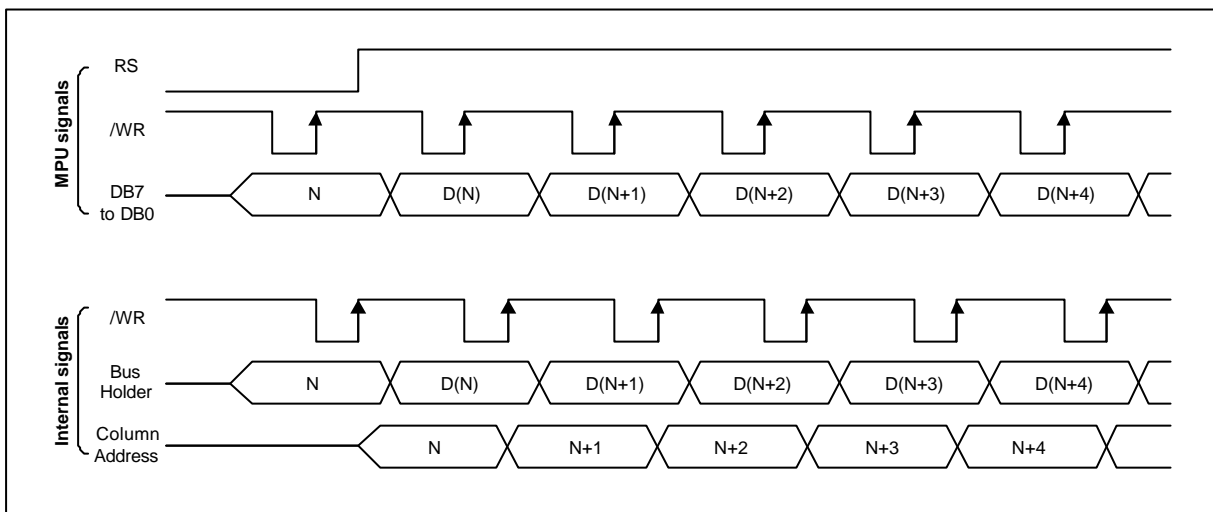 MPU signals
RS
/WR
DB7
to DB0
N
D(N)
D(N+1)
D(N+2)
D(N+3)
D(N+4)
Internal signals
/WR
Bus
Holder
N
D(N)
D(N+1)
D(N+2)
D(N+3)
D(N+4)
Column
Address
N
N+1
N+2
N+3
N+4